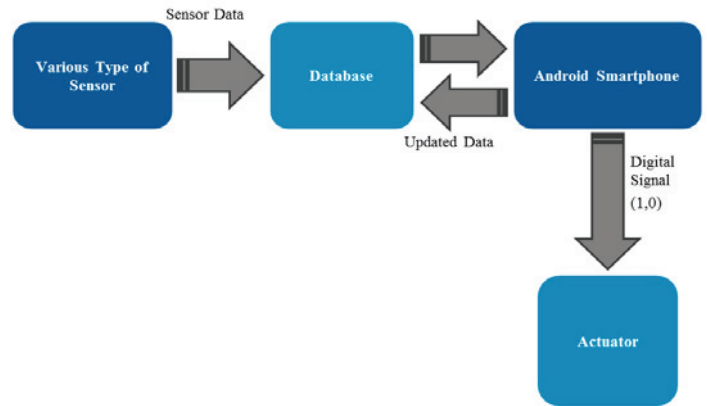 Sensor Data
Various Type of
Sensor
Database
Android Smartphone
Updated Data
Digital
Signal
(1,0)
Actuator